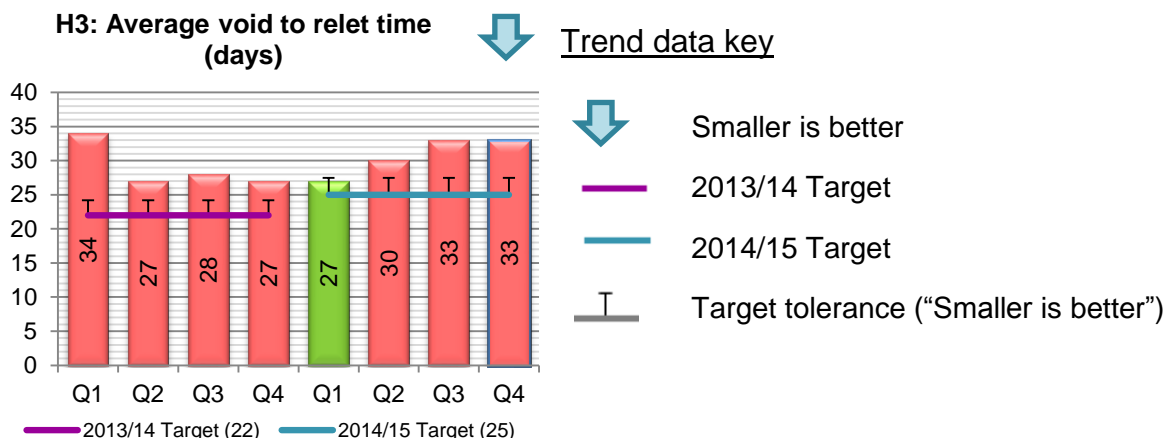 H3: Average void to relet time
(days)
40
35
30
25
20
15
10
5
0
34
27
28
27
27
30
33
33
Q1 Q2 Q3 Q4 Q1 Q2 Q3 Q4
2013/14 Target (22) 2014/15 Target (25)
Trend data key
Smaller is better
2013/14 Target
2014/15 Target
Target tolerance (“Smaller is better”)